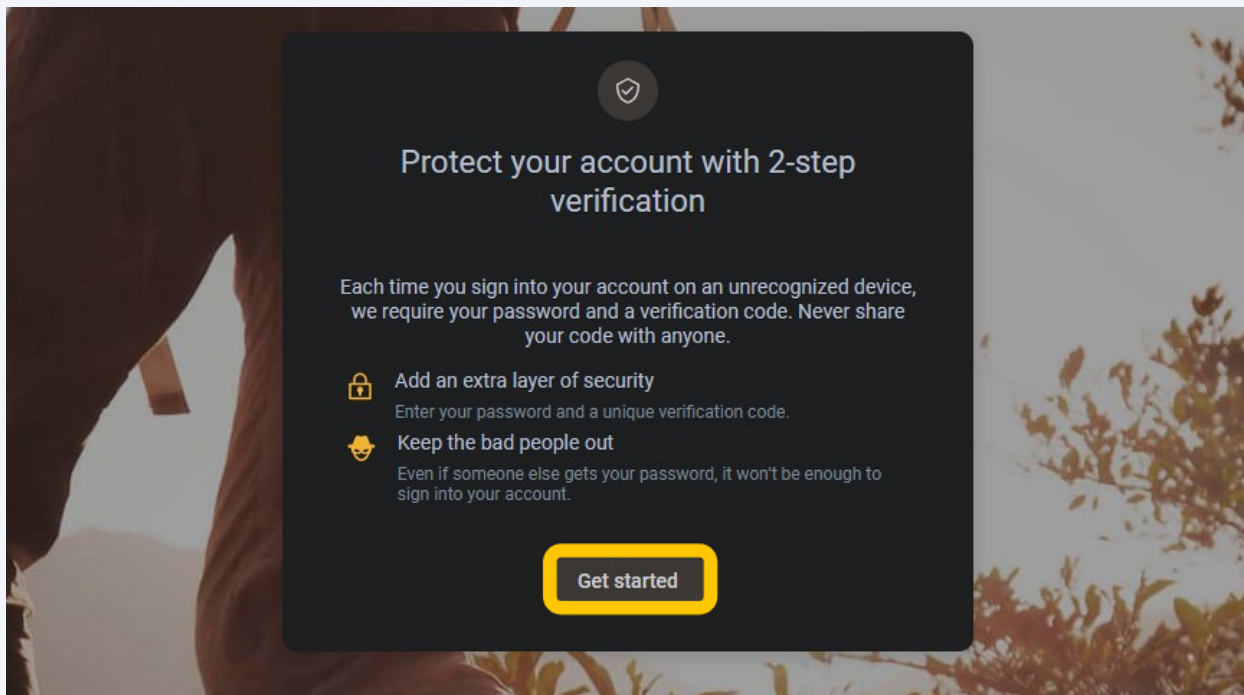 Protect your account with 2-step
verification
Each time you sign into your account on an unrecognized device,
we require your password and a verification code. Never share
your code with anyone.
Add an extra layer of security
Enter your password and a unique verification code.
Keep the bad people out
Even if someone else gets your password, it won't be enough to
sign into your account.
Get started